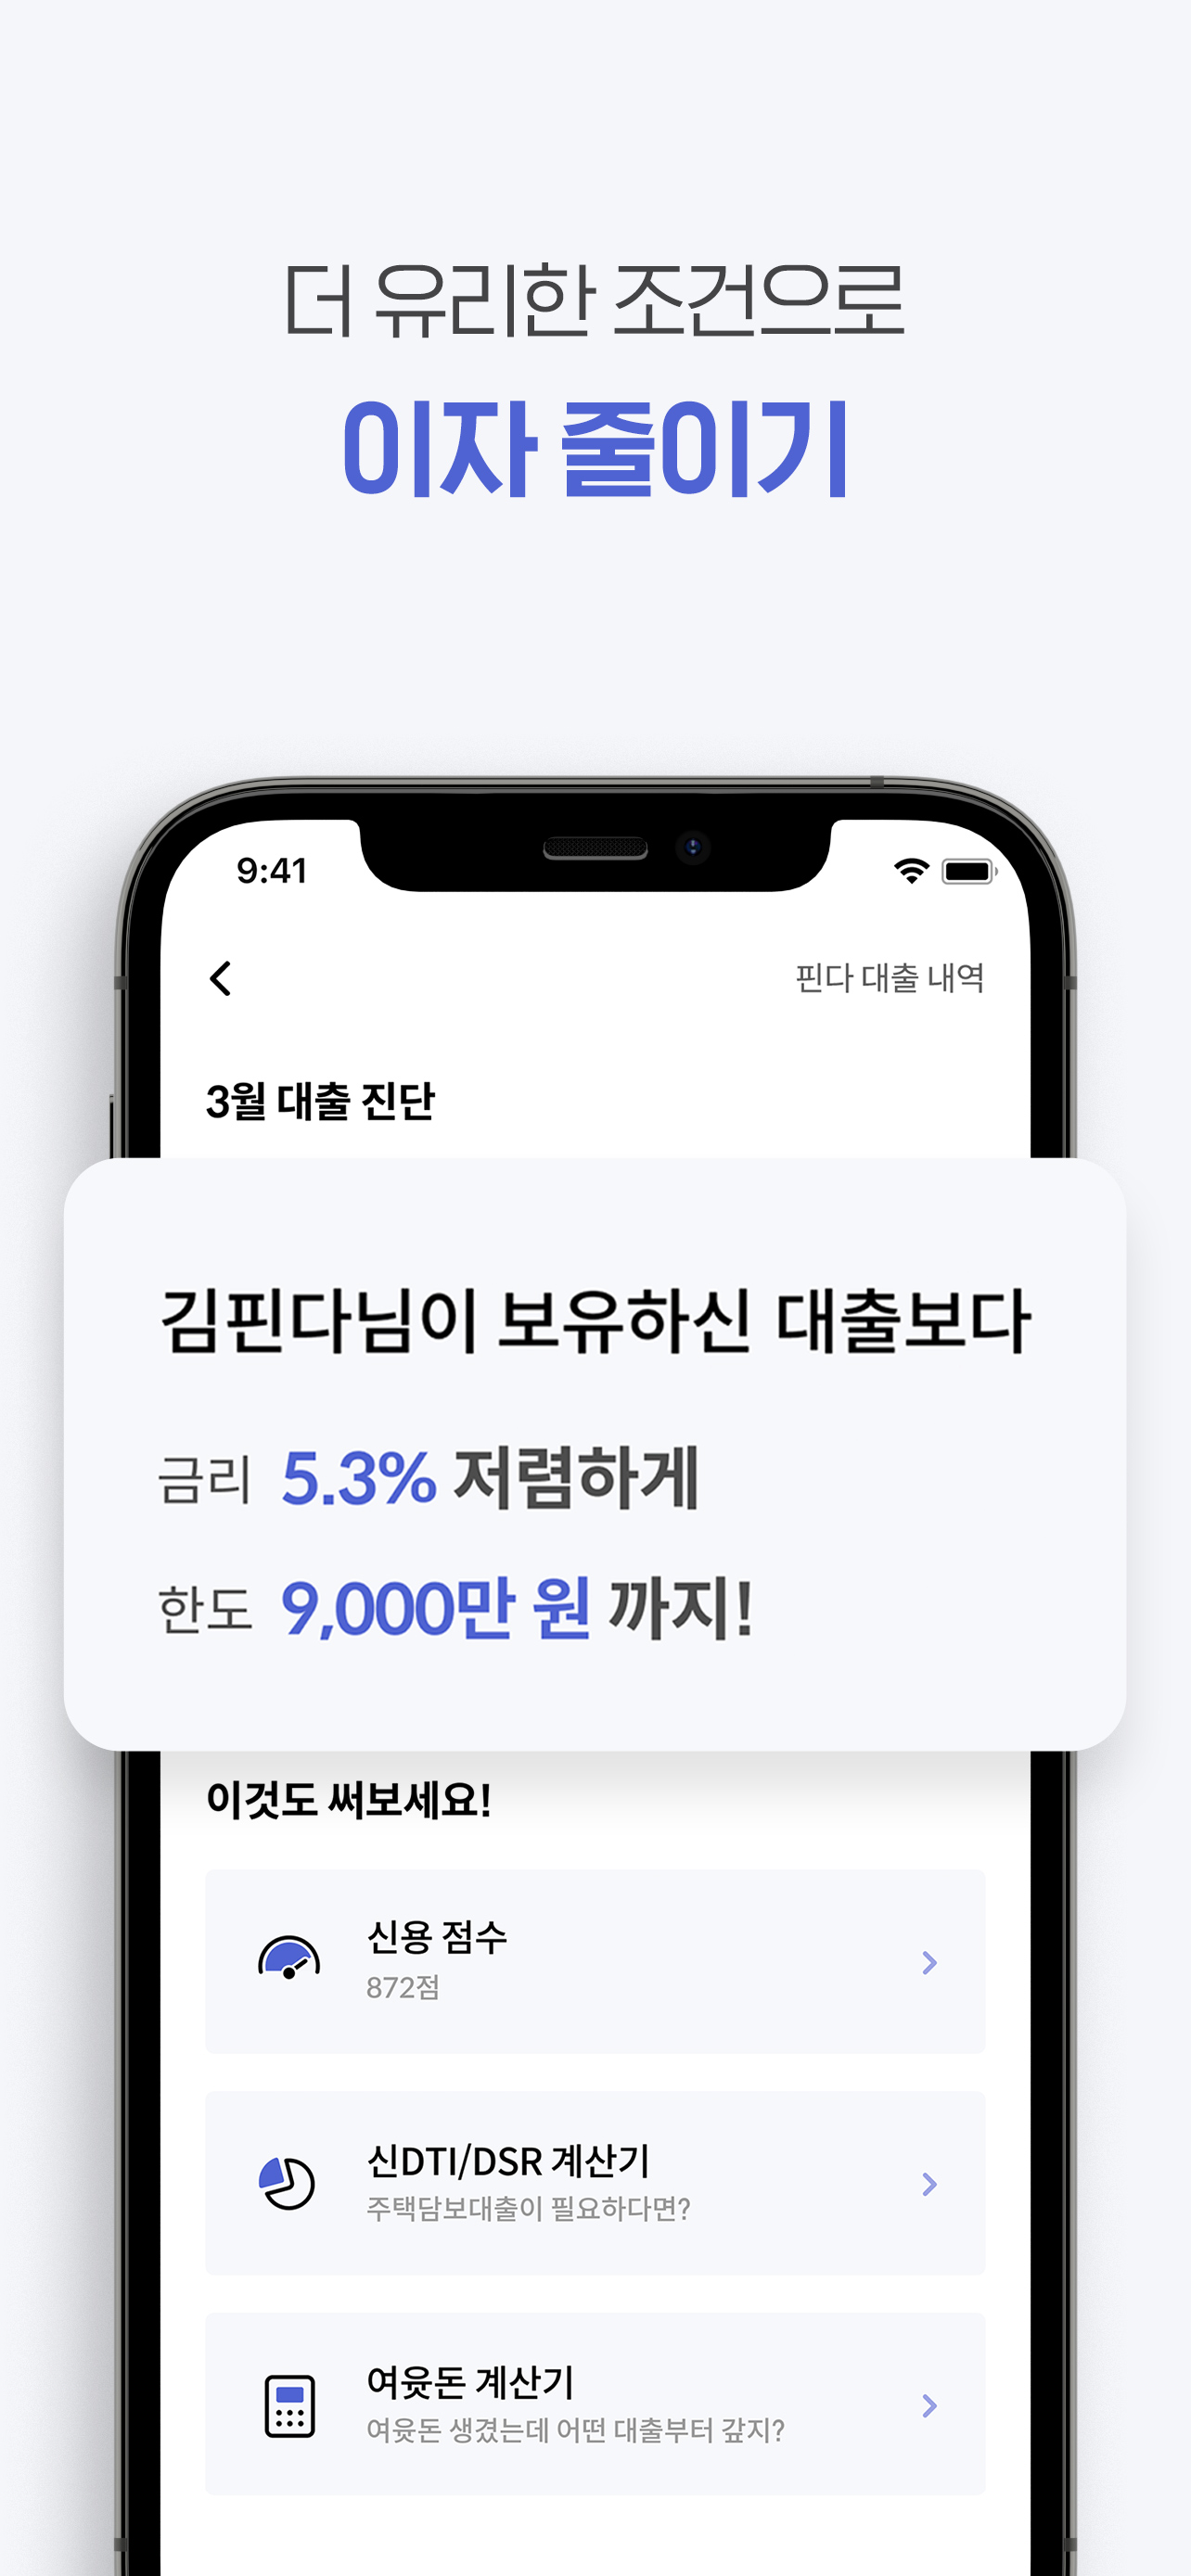 더 유리한 조건으로
이자 줄이기
9:41
핀다 대출 내역
3월 대출 진단
김핀다님이 보유하신 대출보다
금리 5.3% 저렴하게
한도 9,000만 원 까지!
이것도 써보세요!
신용 점수
872점
신DTI/DSR 계산기
주택담보대출이 필요하다면?
여윳돈 계산기
여윳돈 생겼는데 어떤 대출부터 갚지?